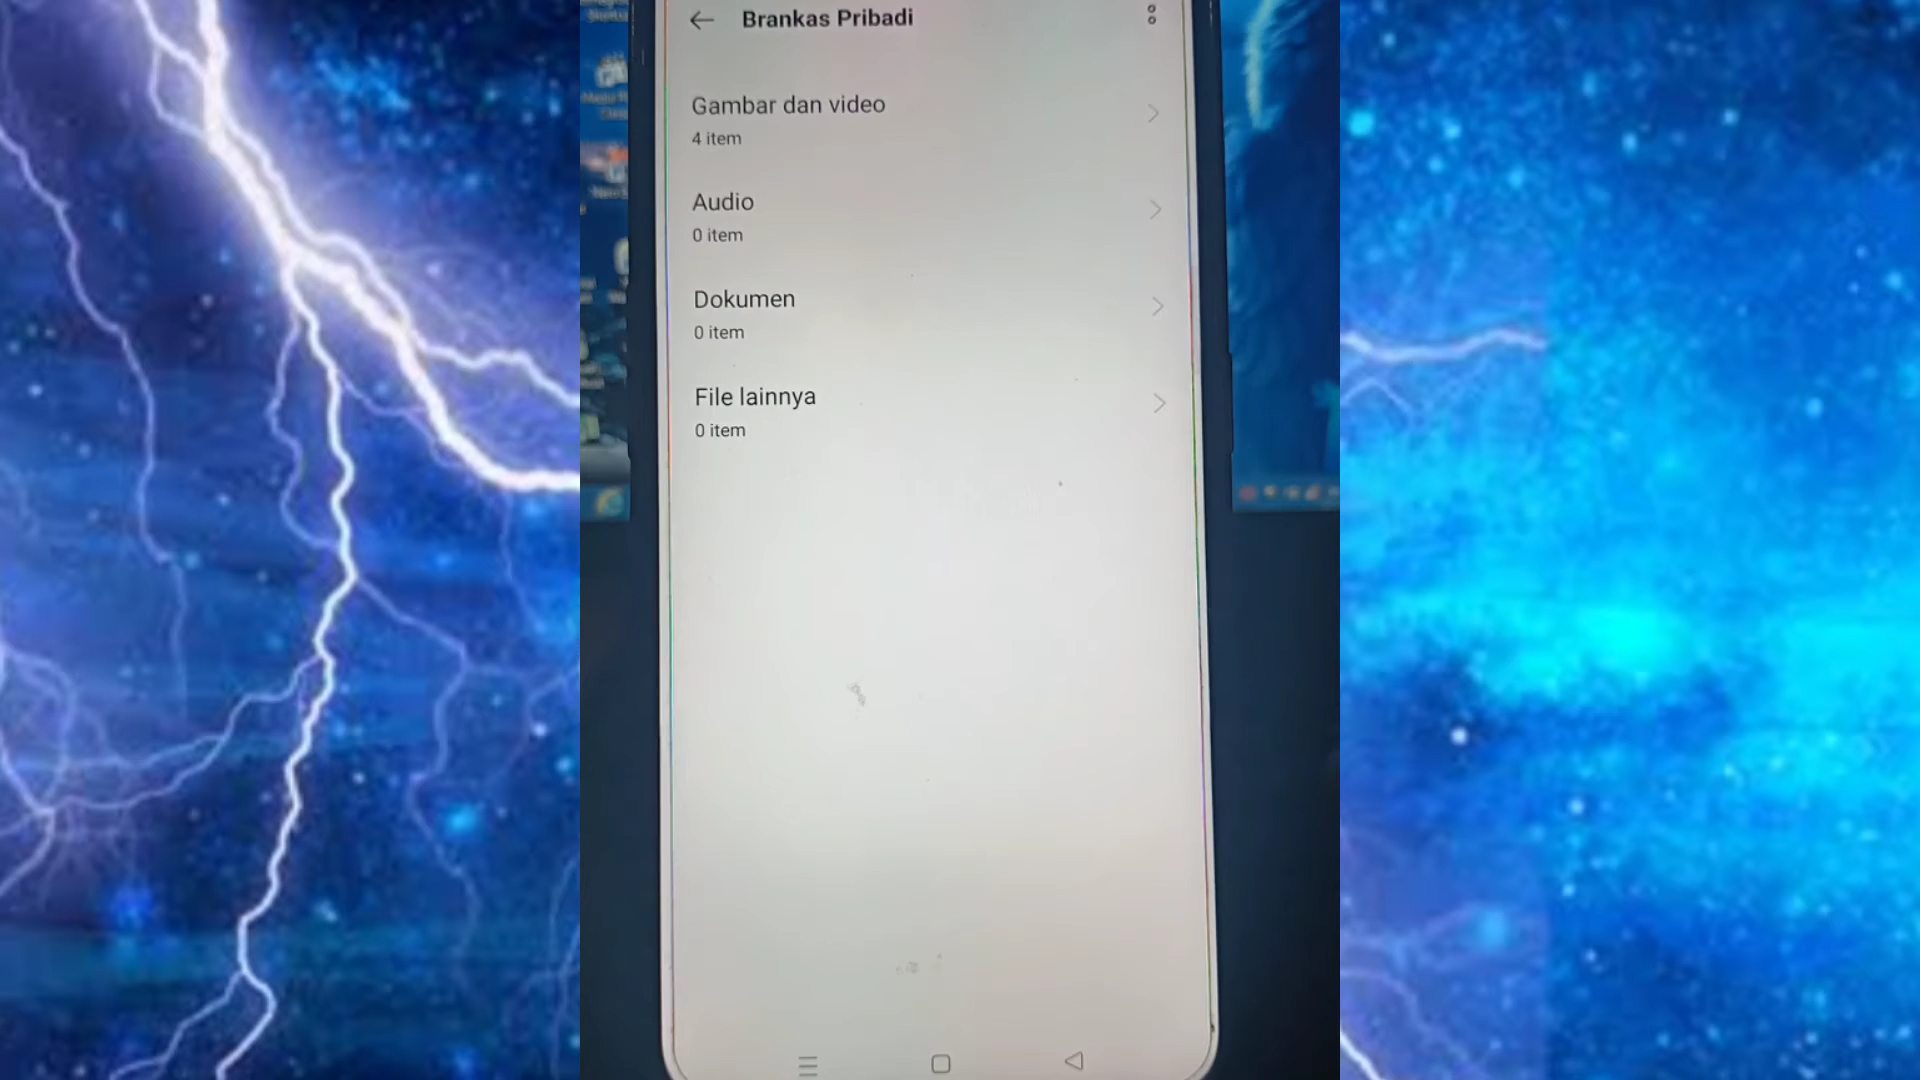 Brankas Pribadi
Gambar dan video
4 item
Audio
0 item
Dokumen
0 item
File lainnya
0 item